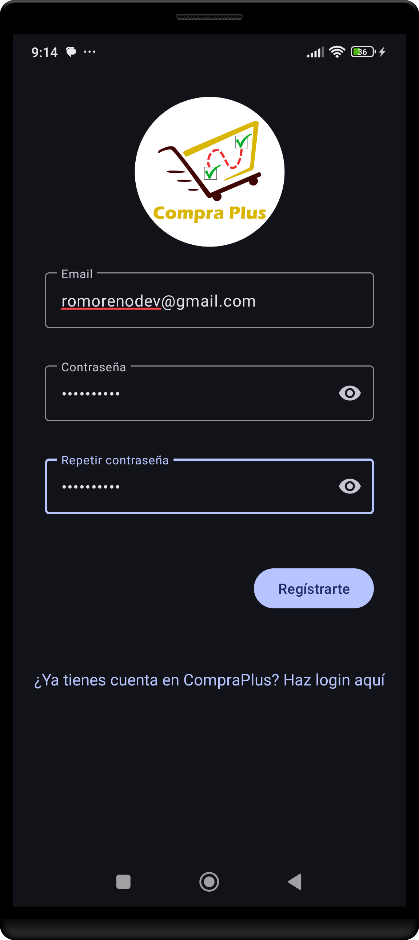 9:14
36
Compra Plus
Email
romorenodev@gmail.com
Contraseña
••••••••••
Repetir contraseña
••••••••••
Regístrarte
¿Ya tienes cuenta en CompraPlus? Haz login aquí